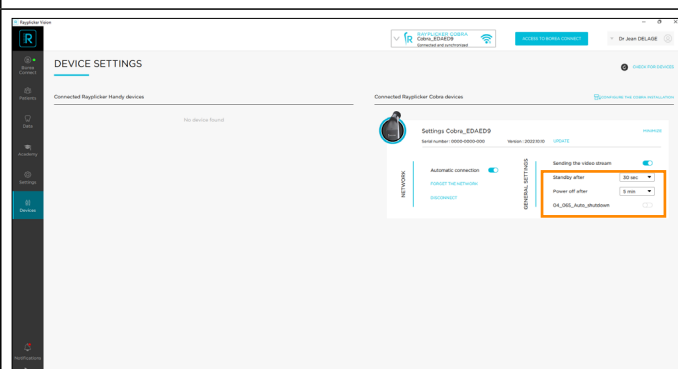 Rayplicker Vision
RAYPLICKER COBRA
Cobra_EDAED9
Connected and synchronized
ACCESS TO BOREA CONNECT
Dr Jean DELAGE
Borea
Connect
Patients
Data
Academy
Settings
Devices
Notifications
DEVICE SETTINGS
CHECK FOR DEVICES
Connected Rayplicker Handy devices
No device found
Connected Rayplicker Cobra devices
CONFIGURE THE COBRA INSTALLATION
Settings Cobra_EDAED9
Serial number : 0000-0000-000
Version : 2022.10.10
UPDATE
NETWORK
Automatic connection
FORGET THE NETWORK
DISCONNECT
GENERAL SETTINGS
Sending the video stream
Standby after
30 sec
Power off after
5 min
04_065_Auto_shutdown